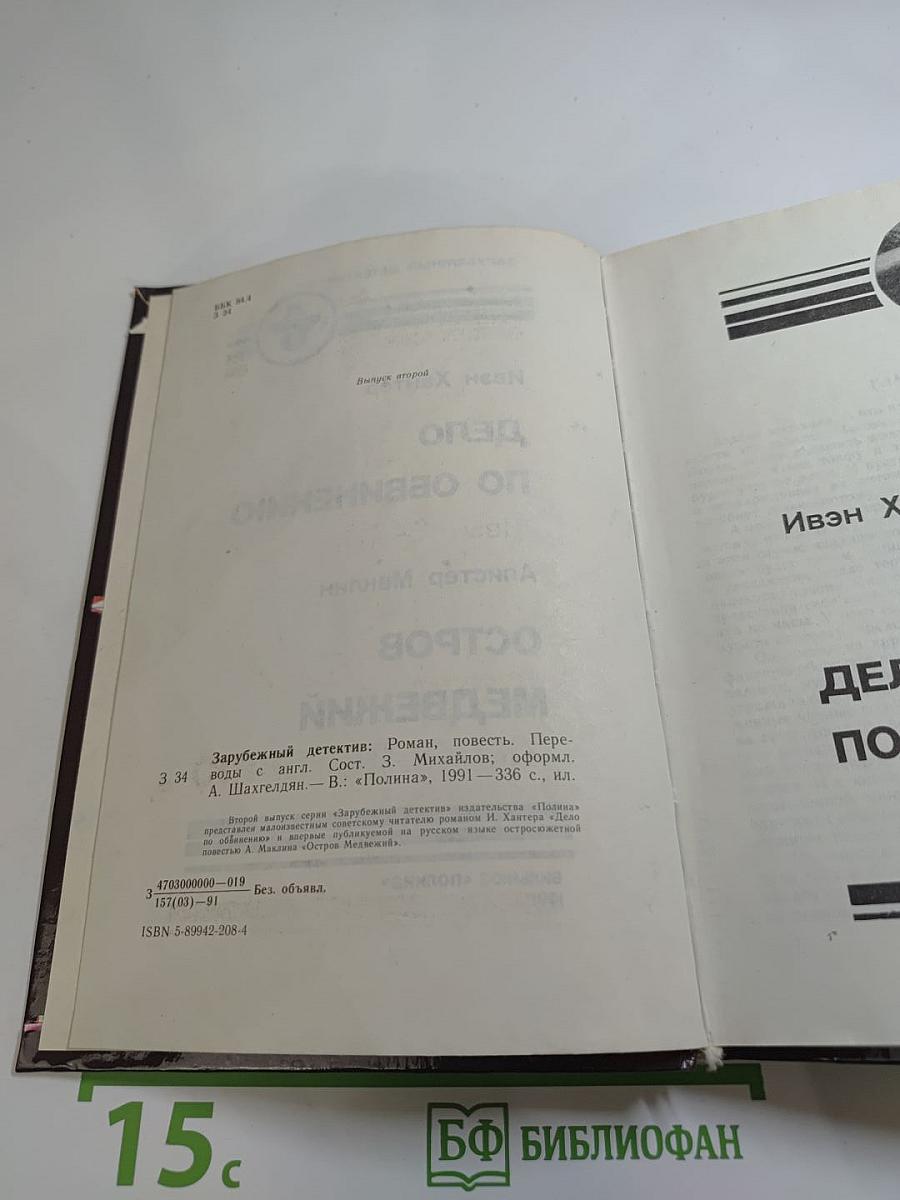 ББК 84.4
З 34
Выпуск второй
З 34
Зарубежный детектив: Роман, повесть. Пере-
воды с англ. Сост. З. Михайлов; оформл.
А. Шахгелдян.— В.: «Полина», 1991—336 с., ил.
Второй выпуск серии «Зарубежный детектив» издательства «Полина»
представлен малоизвестным советскому читателю романом И. Хантера «Дело
по обвинению» и впервые публикуемой на русском языке остросюжетной
повестью А. Маклина «Остров Медвежий».
З 4703000000—019
157(03)—91
Без. объявл.
ISBN 5-89942-208-4
Ивэн Х
ДЕЛ
ПО
15 с
БФ БИБЛИОФАН